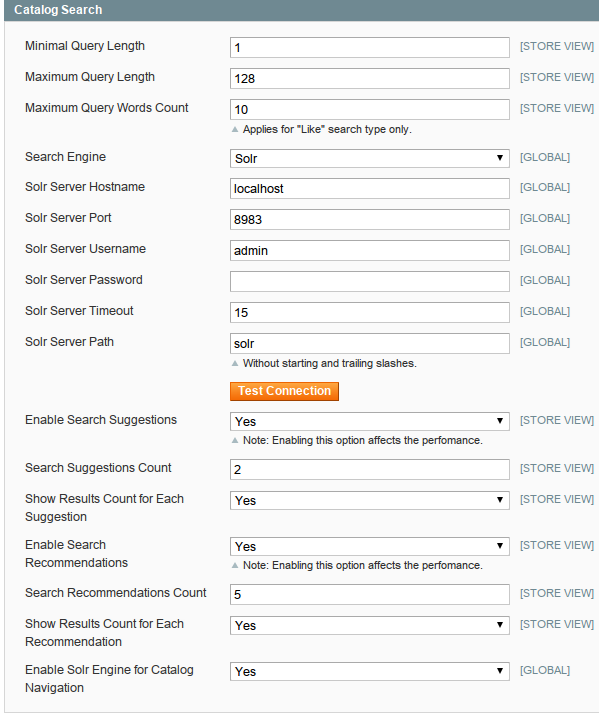 Catalog Search
Minimal Query Length 1 [STORE VIEW]
Maximum Query Length 128 [STORE VIEW]
Maximum Query Words Count 10 [STORE VIEW]
Applies for "Like" search type only.
Search Engine Solr [GLOBAL]
Solr Server Hostname localhost [GLOBAL]
Solr Server Port 8983 [GLOBAL]
Solr Server Username admin [GLOBAL]
Solr Server Password [GLOBAL]
Solr Server Timeout 15 [GLOBAL]
Solr Server Path solr [GLOBAL]
Without starting and trailing slashes.
Test Connection
Enable Search Suggestions Yes [STORE VIEW]
Note: Enabling this option affects the perfomance.
Search Suggestions Count 2 [STORE VIEW]
Show Results Count for Each Yes [STORE VIEW]
Suggestion
Enable Search Yes [STORE VIEW]
Recommendations Note: Enabling this option affects the perfomance.
Search Recommendations Count 5 [STORE VIEW]
Show Results Count for Each Yes [STORE VIEW]
Recommendation
Enable Solr Engine for Catalog Yes [GLOBAL]
Navigation